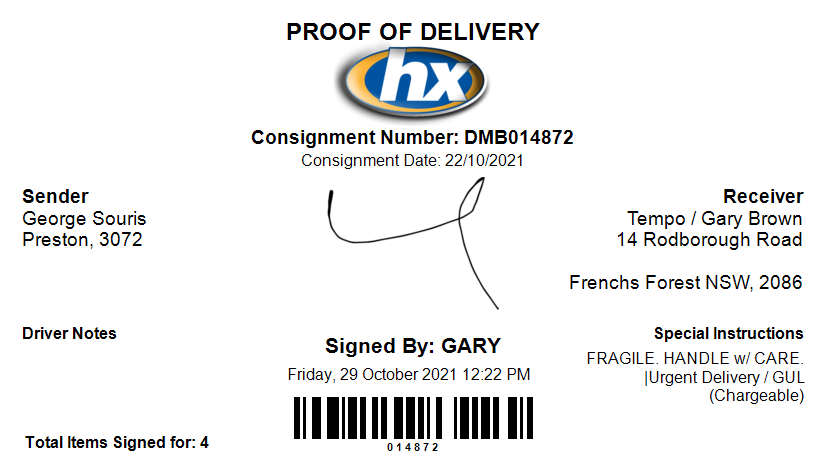 PROOF OF DELIVERY
hx
Consignment Number: DMB014872
Consignment Date: 22/10/2021
Sender
George Souris
Preston, 3072
Receiver
Tempo / Gary Brown
14 Rodborough Road
Frenchs Forest NSW, 2086
Driver Notes
Signed By: GARY
Friday, 29 October 2021 12:22 PM
Special Instructions
FRAGILE. HANDLE w/ CARE.
|Urgent Delivery / GUL
(Chargeable)
Total Items Signed for: 4
014872